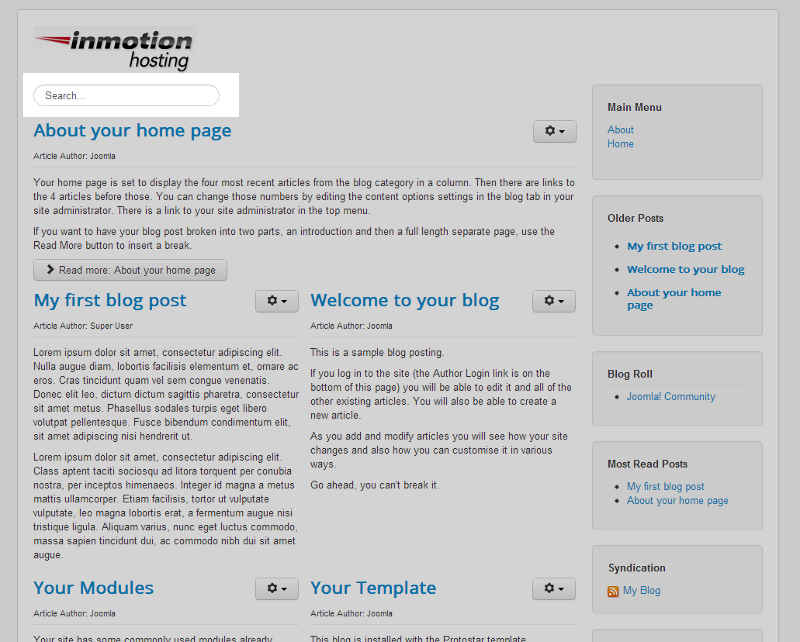 inmotion
hosting
Search...
About your home page
Article Author: Joomla
Your home page is set to display the four most recent articles from the blog category in a column. Then there are links to
the 4 articles before those. You can change those numbers by editing the content options settings in the blog tab in your
site administrator. There is a link to your site administrator in the top menu.
If you want to have your blog post broken into two parts, an introduction and then a full length separate page, use the
Read More button to insert a break.
Read more: About your home page
My first blog post
Article Author: Super User
Lorem ipsum dolor sit amet, consectetur adipiscing elit.
Nulla augue diam, lobortis facilisis elementum et, ornare ac
eros. Cras tincidunt quam vel sem congue venenatis.
Donec elit leo, dictum dictum sagittis pharetra, consectetur
sit amet metus. Phasellus sodales turpis eget libero
volutpat pellentesque. Fusce bibendum condimentum elit,
sit amet adipiscing nisi hendrerit ut.
Lorem ipsum dolor sit amet, consectetur adipiscing elit.
Class aptent taciti sociosqu ad litora torquent per conubia
nostra, per inceptos himenaeos. Integer id magna a metus
mattis ullamcorper. Etiam facilisis, tortor ut vulputate
vulputate, leo magna lobortis erat, a fermentum augue nisi
tristique ligula. Aliquam varius, nunc eget luctus commodo,
massa sapien tincidunt dui, ac commodo nibh dui sit amet
augue.
Welcome to your blog
Article Author: Joomla
This is a sample blog posting.
If you log in to the site (the Author Login link is on the
bottom of this page) you will be able to edit it and all of the
other existing articles. You will also be able to create a
new article.
As you add and modify articles you will see how your site
changes and also how you can customise it in various
ways.
Go ahead, you can't break it.
Your Modules
Article Author: Joomla
Your site has some commonly used modules already
Your Template
Article Author: Joomla
This blog is installed with the Protostar template
Main Menu
About
Home
Older Posts
My first blog post
Welcome to your blog
About your home
page
Blog Roll
Joomla! Community
Most Read Posts
My first blog post
About your home page
Syndication
My Blog